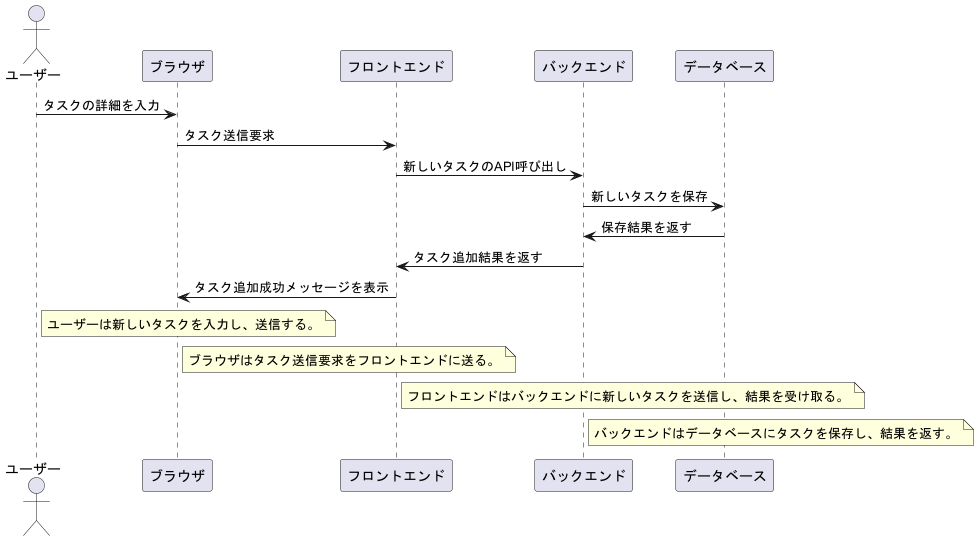 ユーザー
ブラウザ
フロントエンド
バックエンド
データベース
タスクの詳細を入力
タスク送信要求
新しいタスクのAPI呼び出し
新しいタスクを保存
保存結果を返す
タスク追加結果を返す
タスク追加成功メッセージを表示
ユーザーは新しいタスクを入力し、送信する。
ブラウザはタスク送信要求をフロントエンドに送る。
フロントエンドはバックエンドに新しいタスクを送信し、結果を受け取る。
バックエンドはデータベースにタスクを保存し、結果を返す。
ユーザー
ブラウザ
フロントエンド
バックエンド
データベース